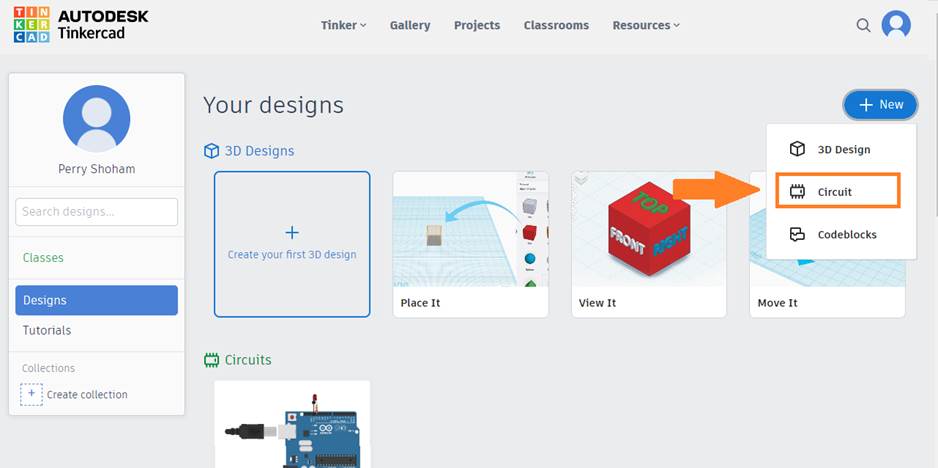 TIN
KER
CAD
AUTODESK
Tinkercad
Tinker
Gallery
Projects
Classrooms
Resources
Perry Shoham
Search designs...
Classes
Designs
Tutorials
Collections
+ Create collection
Your designs
+ New
3D Design
Circuit
Codeblocks
3D Designs
+
Create your first 3D design
Place It
TOP
FRONT
RIGHT
View It
Move It
Circuits